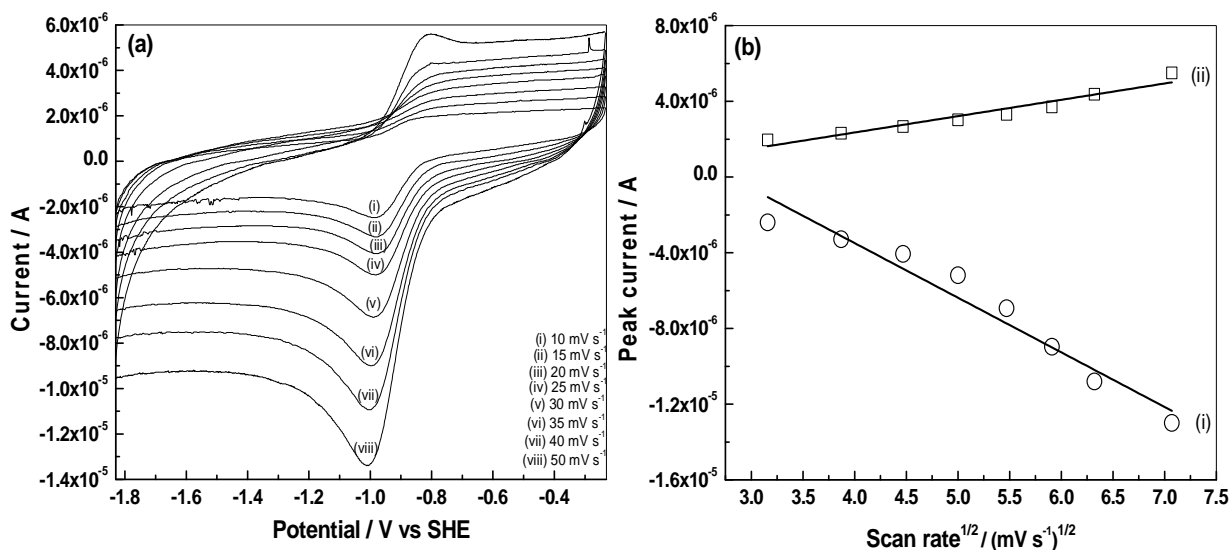 (a)
6.0x10⁻⁶
4.0x10⁻⁶
2.0x10⁻⁶
0.0
-2.0x10⁻⁶
-4.0x10⁻⁶
-6.0x10⁻⁶
-8.0x10⁻⁶
-1.0x10⁻⁵
-1.2x10⁻⁵
-1.4x10⁻⁵
Current / A
(i)
(ii)
(iii)
(iv)
(v)
(vi)
(vii)
(viii)
(i) 10 mV s⁻¹
(ii) 15 mV s⁻¹
(iii) 20 mV s⁻¹
(iv) 25 mV s⁻¹
(v) 30 mV s⁻¹
(vi) 35 mV s⁻¹
(vii) 40 mV s⁻¹
(viii) 50 mV s⁻¹
-1.8 -1.6 -1.4 -1.2 -1.0 -0.8 -0.6 -0.4
Potential / V vs SHE
(b)
8.0x10⁻⁶
4.0x10⁻⁶
0.0
-4.0x10⁻⁶
-8.0x10⁻⁶
-1.2x10⁻⁵
-1.6x10⁻⁵
Peak current / A
(ii)
(i)
3.0 3.5 4.0 4.5 5.0 5.5 6.0 6.5 7.0 7.5
Scan rate¹ᐟ² / (mV s⁻¹)¹ᐟ²